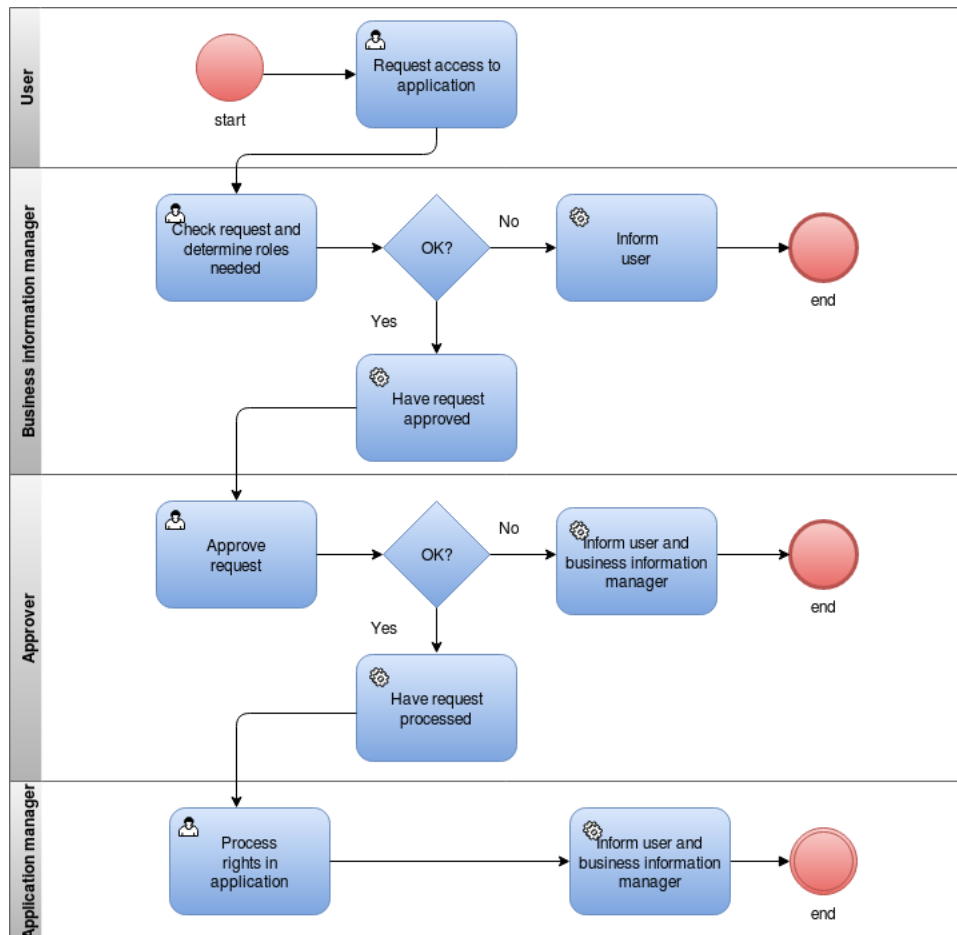 User
Request access to
application
start
Business information manager
Check request and
determine roles
needed
OK?
No
Inform
user
end
Yes
Have request
approved
Approver
Approve
request
OK?
No
Inform user and
business information
manager
end
Yes
Have request
processed
Application manager
Process
rights in
application
Inform user and
business information
manager
end